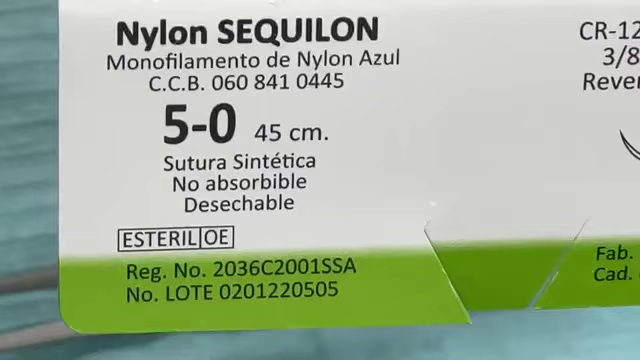 Nylon SEQUILON
Monofilamento de Nylon Azul
C.C.B. 060 841 0445
5-0 45 cm.
Sutura Sintética
No absorbible
Desechable
ESTERIL OE
Reg. No. 2036C2001SSA
No. LOTE 0201220505
CR-12
3/8
Fab.
Cad.